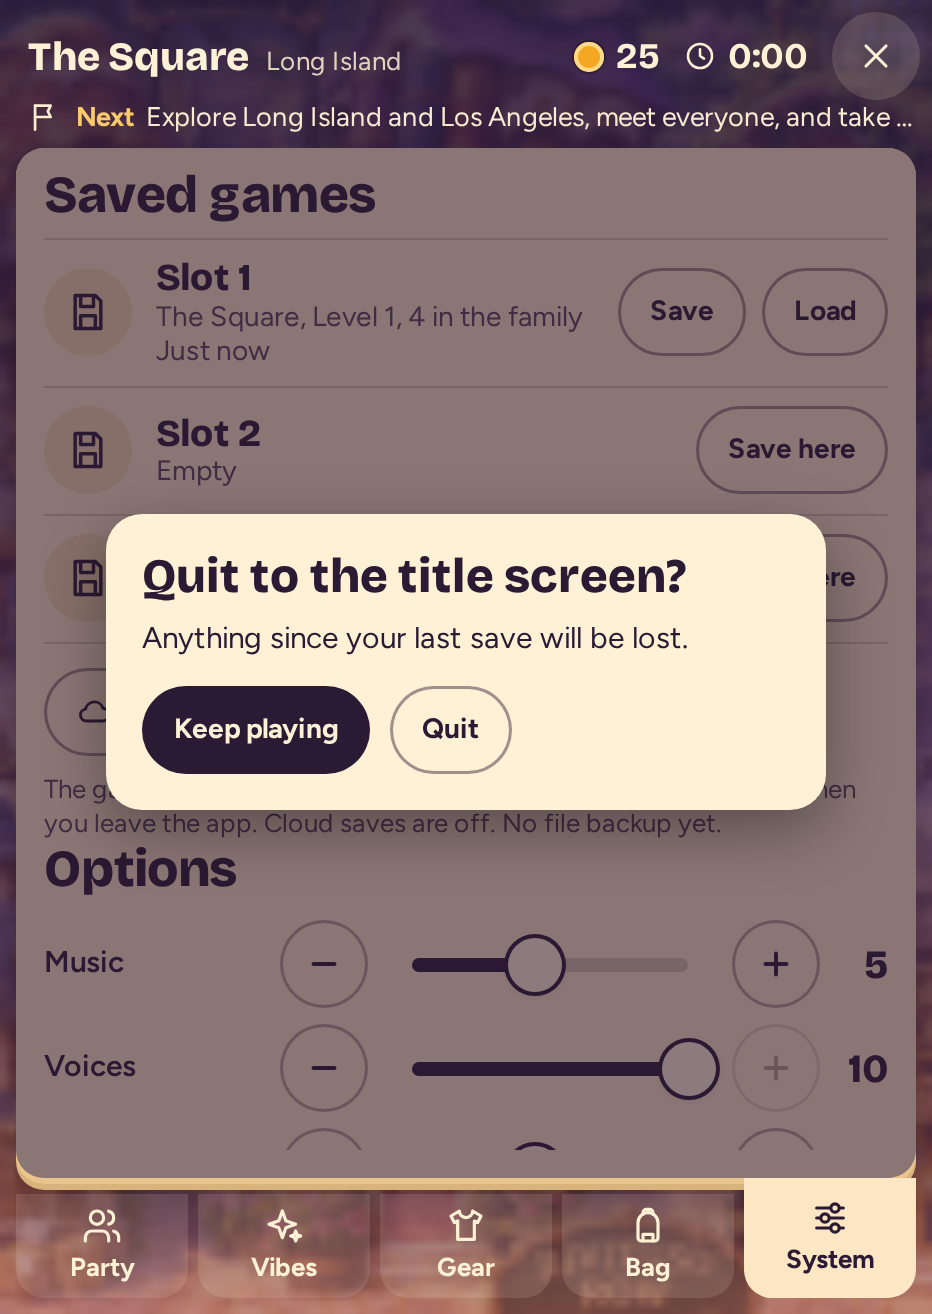 The Square Long Island 25 0:00
Next Explore Long Island and Los Angeles, meet everyone, and take ...
Saved games
Slot 1
The Square, Level 1, 4 in the family
Just now
Save Load
Slot 2
Empty
Save here
Quit to the title screen?
Anything since your last save will be lost.
Keep playing Quit
The
you leave the app. Cloud saves are off. No file backup yet.
Options
Music 5
Voices 10
Party Vibes Gear Bag System